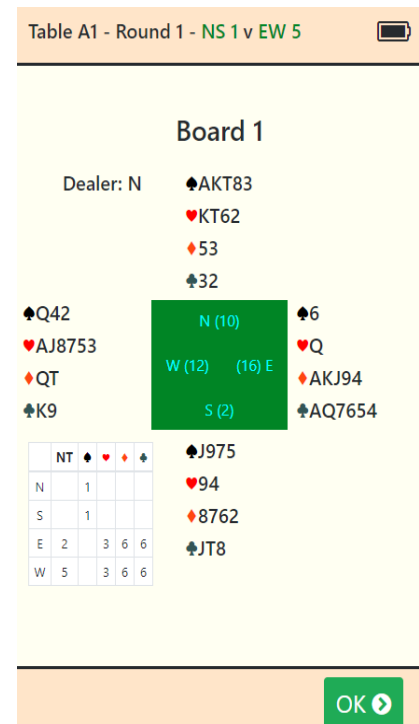 Table A1 - Round 1 - NS 1 v EW 5
Board 1
Dealer: N
♠AKT83
♥KT62
♦53
♣32
♠Q42
♥AJ8753
♦QT
♣K9
N (10)
W (12) (16) E
S (2)
♠6
♥Q
♦AKJ94
♣AQ7654
♠J975
♥94
♦8762
♣JT8
NT ♠ ♥ ♦ ♣
N 1
S 1
E 2 3 6 6
W 5 3 6 6
OK